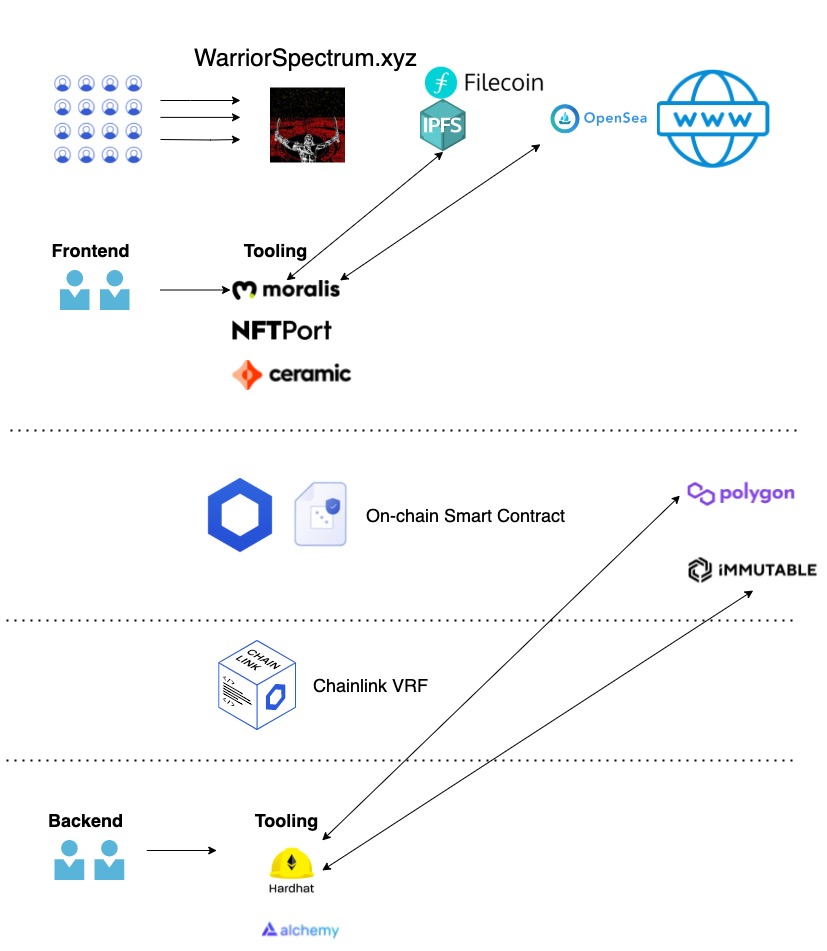 WarriorSpectrum.xyz
Filecoin
IPFS
OpenSea
WWW
Frontend
Tooling
moralis
NFTPort
ceramic
polygon
On-chain Smart Contract
iMMUTABLE
CHAIN
LINK
</>
</>
Chainlink VRF
Backend
Tooling
Hardhat
alchemy